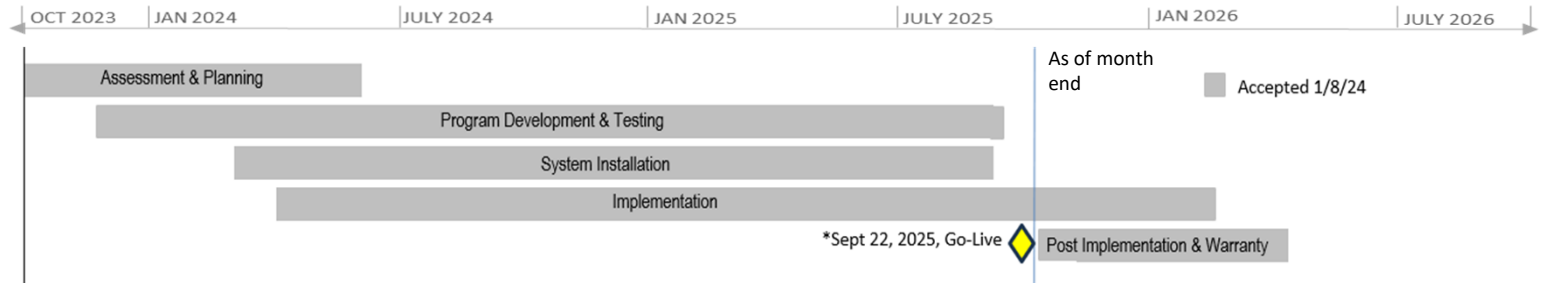 OCT 2023 JAN 2024 JULY 2024 JAN 2025 JULY 2025 JAN 2026 JULY 2026
As of month
end
Accepted 1/8/24
Assessment & Planning
Program Development & Testing
System Installation
Implementation
*Sept 22, 2025, Go-Live
Post Implementation & Warranty